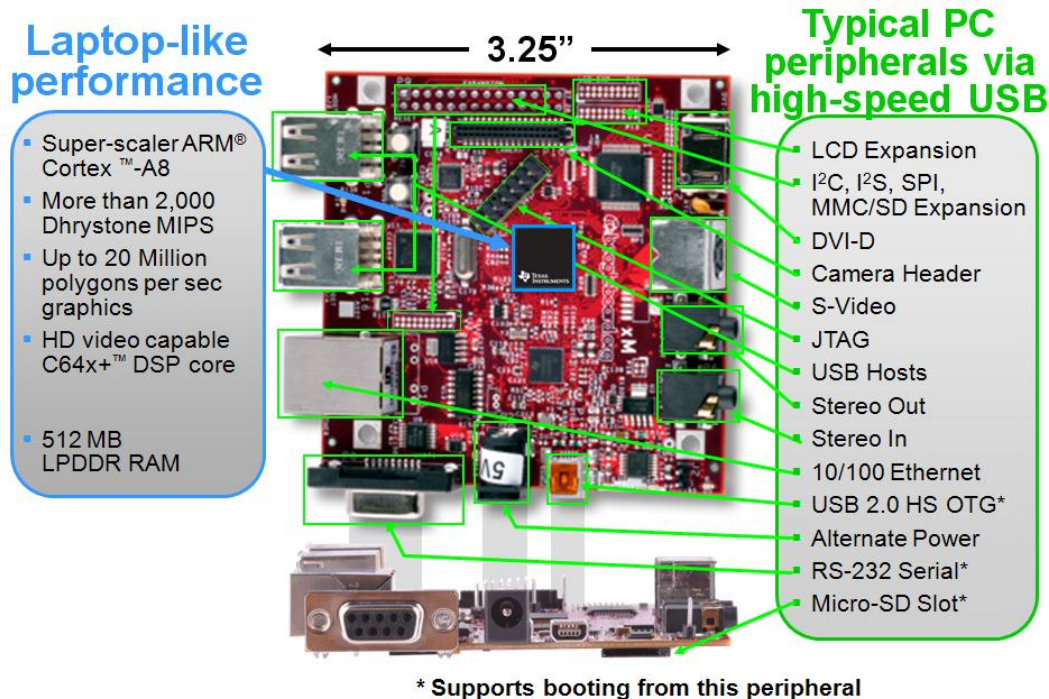 Laptop-like
performance
Super-scaler ARM®
Cortex ™-A8
More than 2,000
Dhrystone MIPS
Up to 20 Million
polygons per sec
graphics
HD video capable
C64x+™ DSP core
512 MB
LPDDR RAM
3.25”
Typical PC
peripherals via
high-speed USB
LCD Expansion
I²C, I²S, SPI,
MMC/SD Expansion
DVI-D
Camera Header
S-Video
JTAG
USB Hosts
Stereo Out
Stereo In
10/100 Ethernet
USB 2.0 HS OTG*
Alternate Power
RS-232 Serial*
Micro-SD Slot*
TEXAS
INSTRUMENTS
beagleboard
xM
5V
* Supports booting from this peripheral